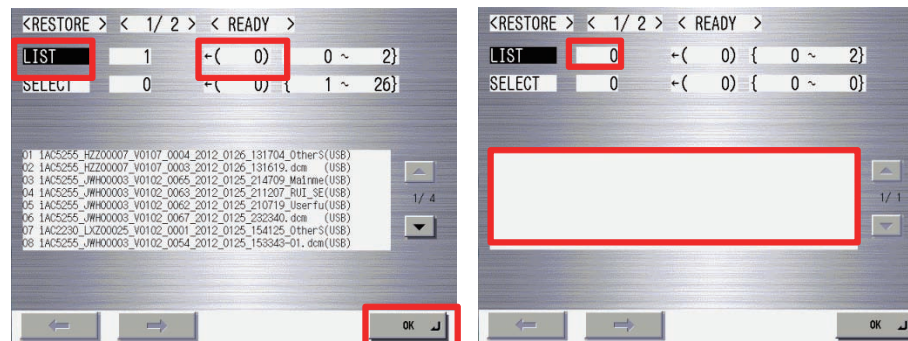 <RESTORE > < 1/ 2 > < READY >
LIST 1 ←( 0) 0 ~ 2}
SELECT 0 ←( 0) { 1 ~ 26}
01 1AC5255_HZZ00007_V0107_0004_2012_0126_131704_OtherS(USB)
02 1AC5255_HZZ00007_V0107_0003_2012_0126_131619.dcm (USB)
03 1AC5255_JWH00003_V0102_0065_2012_0125_214709_Mainme(USB)
04 1AC5255_JWH00003_V0102_0063_2012_0125_211207_RUI_SE(USB)
05 1AC5255_JWH00003_V0102_0062_2012_0125_210719_Userfu(USB)
06 1AC5255_JWH00003_V0102_0067_2012_0125_232340.dcm (USB)
07 1AC2230_LXZ00025_V0102_0001_2012_0125_154125_OtherS(USB)
08 1AC5255_JWH00003_V0102_0054_2012_0125_153343-01.dcm(USB)
1/ 4
OK
<RESTORE > < 1/ 2 > < READY >
LIST 0 ←( 0) { 0 ~ 2}
SELECT 0 ←( 0) { 0 ~ 0}
1/ 1
OK